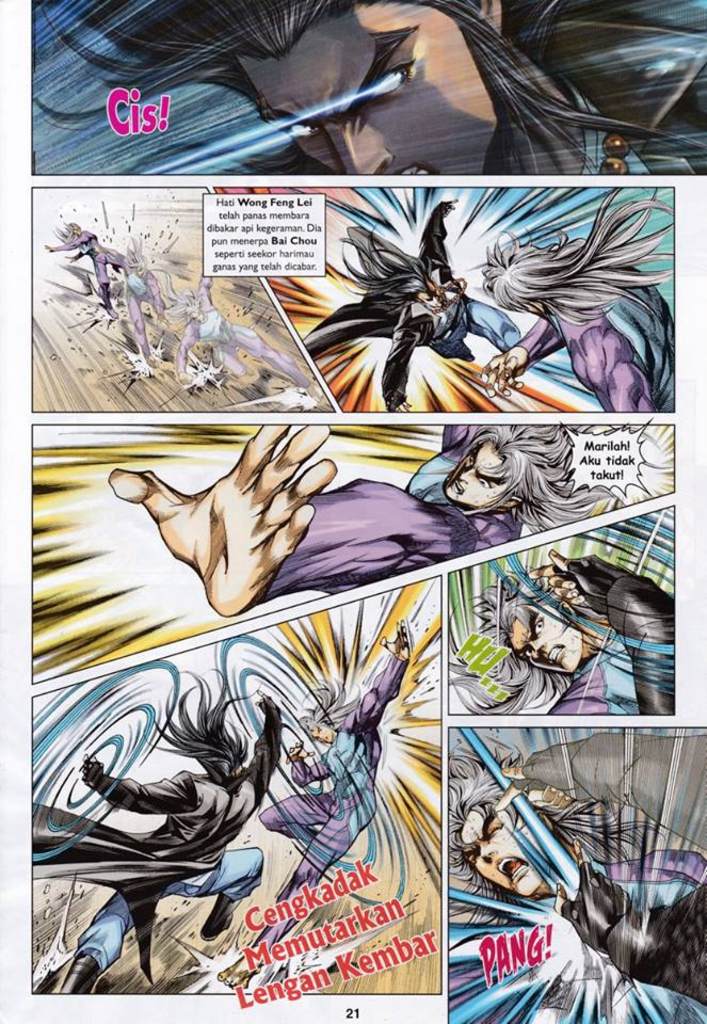 Cis!
Hati Wong Feng Lei
telah panas membara
dibakar api kegeraman. Dia
pun menerpa Bai Chou
seperti seekor harimau
ganas yang telah dicabar.
Marilah!
Aku tidak
takut!
HU...
Cengkadak
Memutarkan
Lengan Kembar
PANG!
21